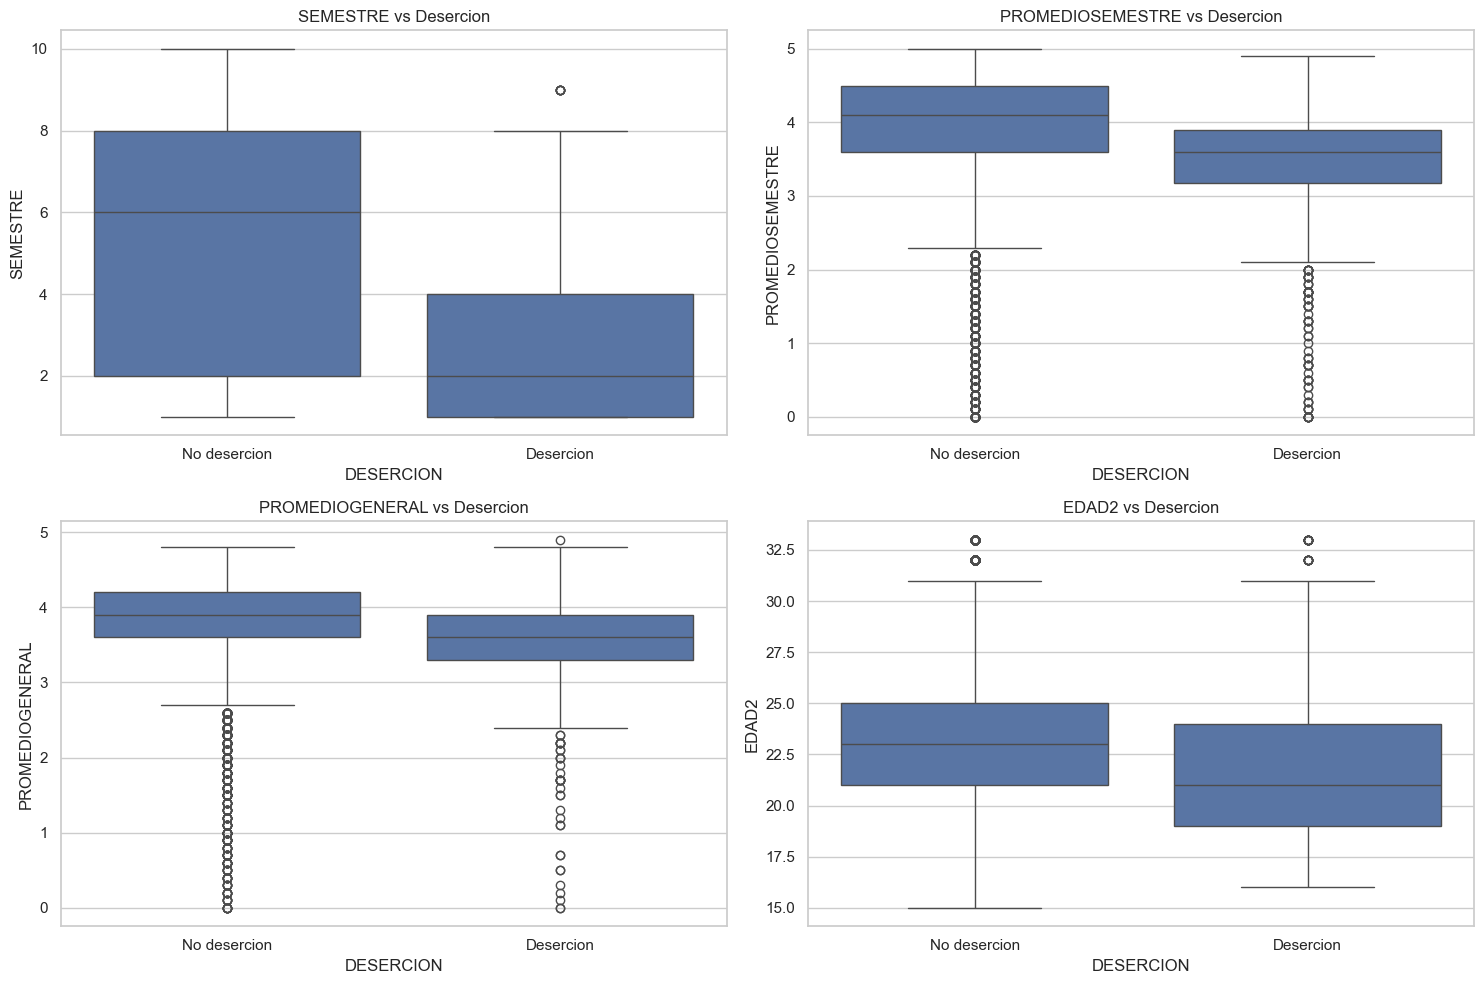 SEMESTRE vs Desercion
10
8
6
4
2
SEMESTRE
No desercion
Desercion
DESERCION
PROMEDIOSEMESTRE vs Desercion
5
4
3
2
1
0
PROMEDIOSEMESTRE
No desercion
Desercion
DESERCION
PROMEDIOGENERAL vs Desercion
5
4
3
2
1
0
PROMEDIOGENERAL
No desercion
Desercion
DESERCION
EDAD2 vs Desercion
32.5
30.0
27.5
25.0
22.5
20.0
17.5
15.0
EDAD2
No desercion
Desercion
DESERCION